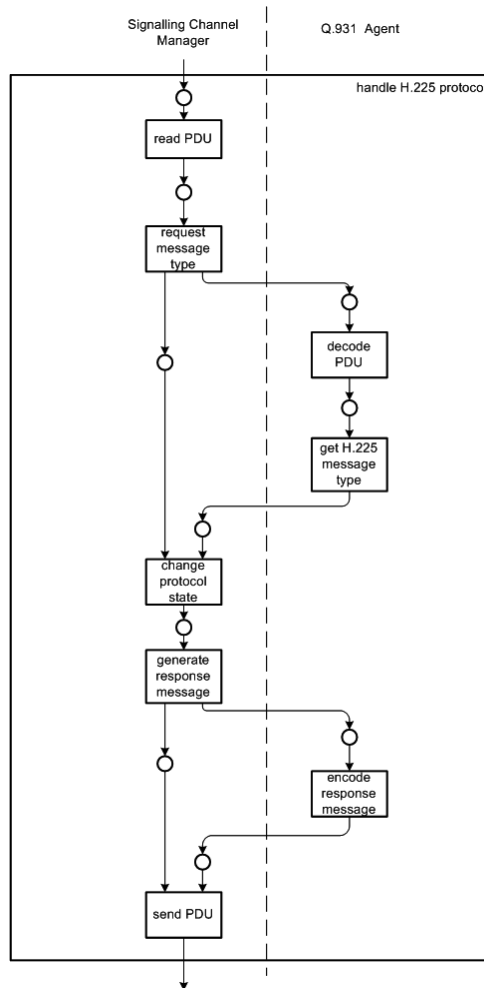 Signalling Channel
Manager
Q.931 Agent
handle H.225 protoco
read PDU
request
message
type
decode
PDU
get H.225
message
type
change
protocol
state
generate
response
message
encode
response
message
send PDU